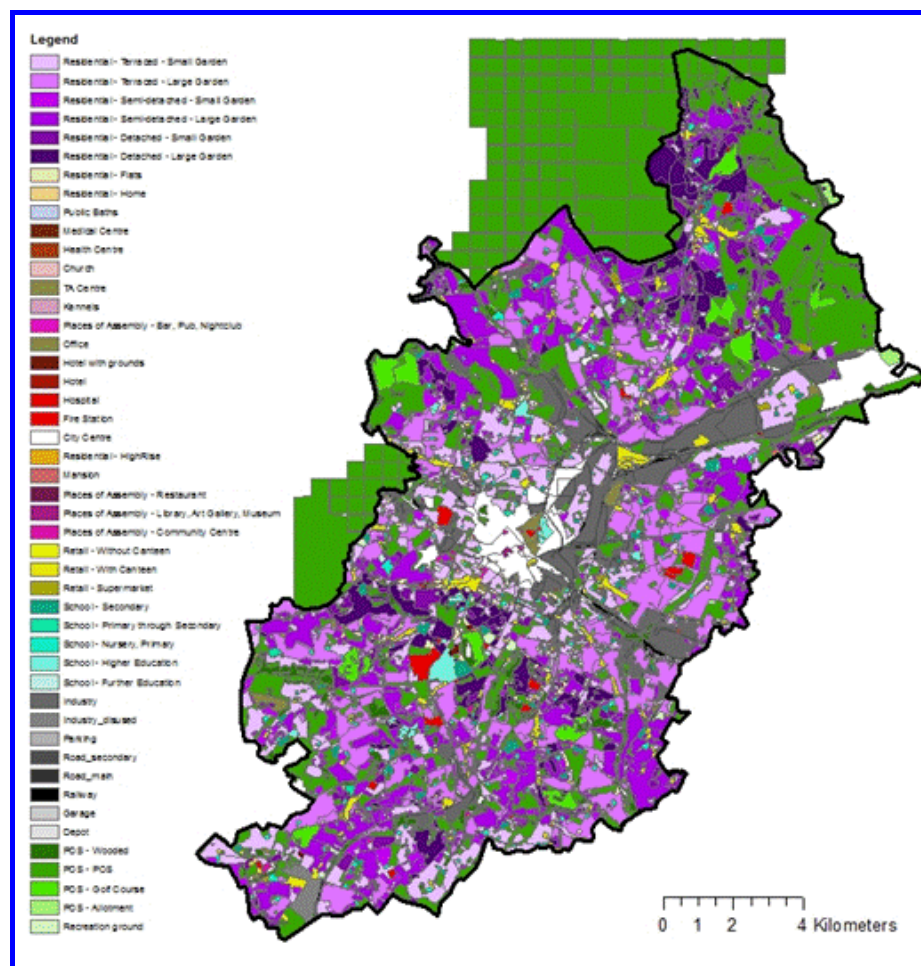 Legend
Residential - Terraced - Small Garden
Residential - Terraced - Large Garden
Residential - Semi-detached - Small Garden
Residential - Semi-detached - Large Garden
Residential - Detached - Small Garden
Residential - Detached - Large Garden
Residential - Flats
Residential - Home
Public Baths
Medical Centre
Health Centre
Church
TA Centre
Kennels
Places of Assembly - Bar, Pub, Nightclub
Office
Hotel with grounds
Hotel
Hospital
Fire Station
City Centre
Residential - HighRise
Mansion
Places of Assembly - Restaurant
Places of Assembly - Library, Art Gallery, Museum
Places of Assembly - Community Centre
Retail - Without Canteen
Retail - With Canteen
Retail - Supermarket
School - Secondary
School - Primary through Secondary
School - Nursery, Primary
School - Higher Education
School - Further Education
Industry
Industry_disused
Parking
Road_secondary
Road_main
Railway
Garage
Depot
POS - Wooded
POS - POS
POS - Golf Course
POS - Allotment
Recreation ground
0 1 2 4 Kilometers